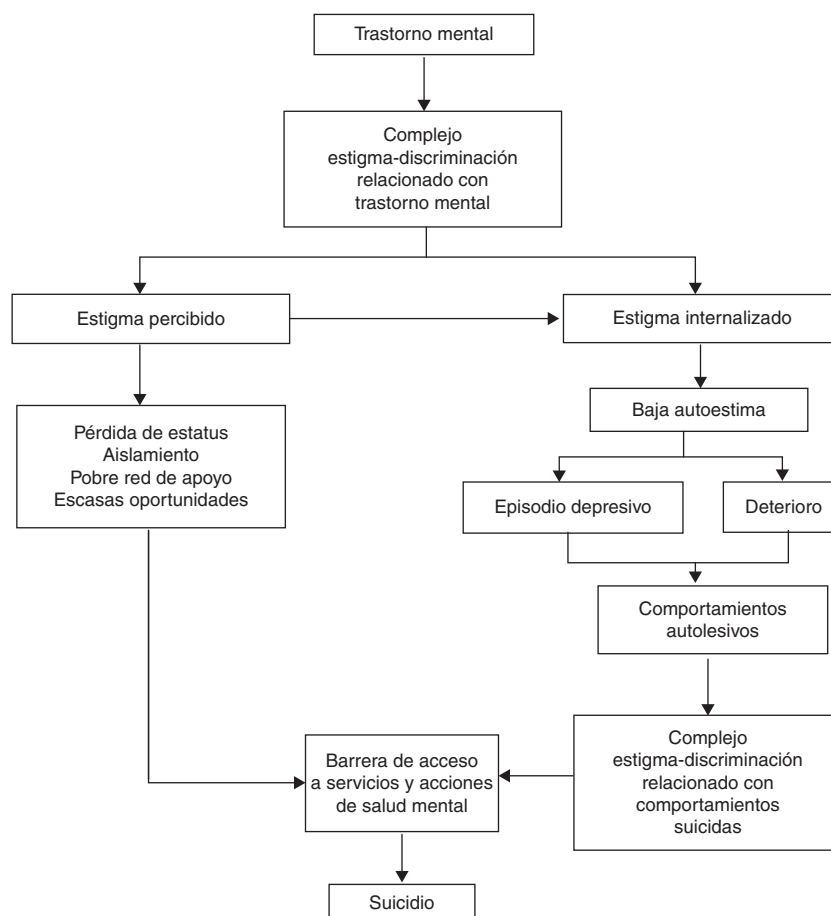 Trastorno mental
Complejo
estigma-discriminación
relacionado con
trastorno mental
Estigma percibido
Estigma internalizado
Pérdida de estatus
Aislamiento
Pobre red de apoyo
Escasas oportunidades
Baja autoestima
Episodio depresivo
Deterioro
Comportamientos
autolesivos
Barrera de acceso
a servicios y acciones
de salud mental
Complejo
estigma-discriminación
relacionado con
comportamientos
suicidas
Suicidio